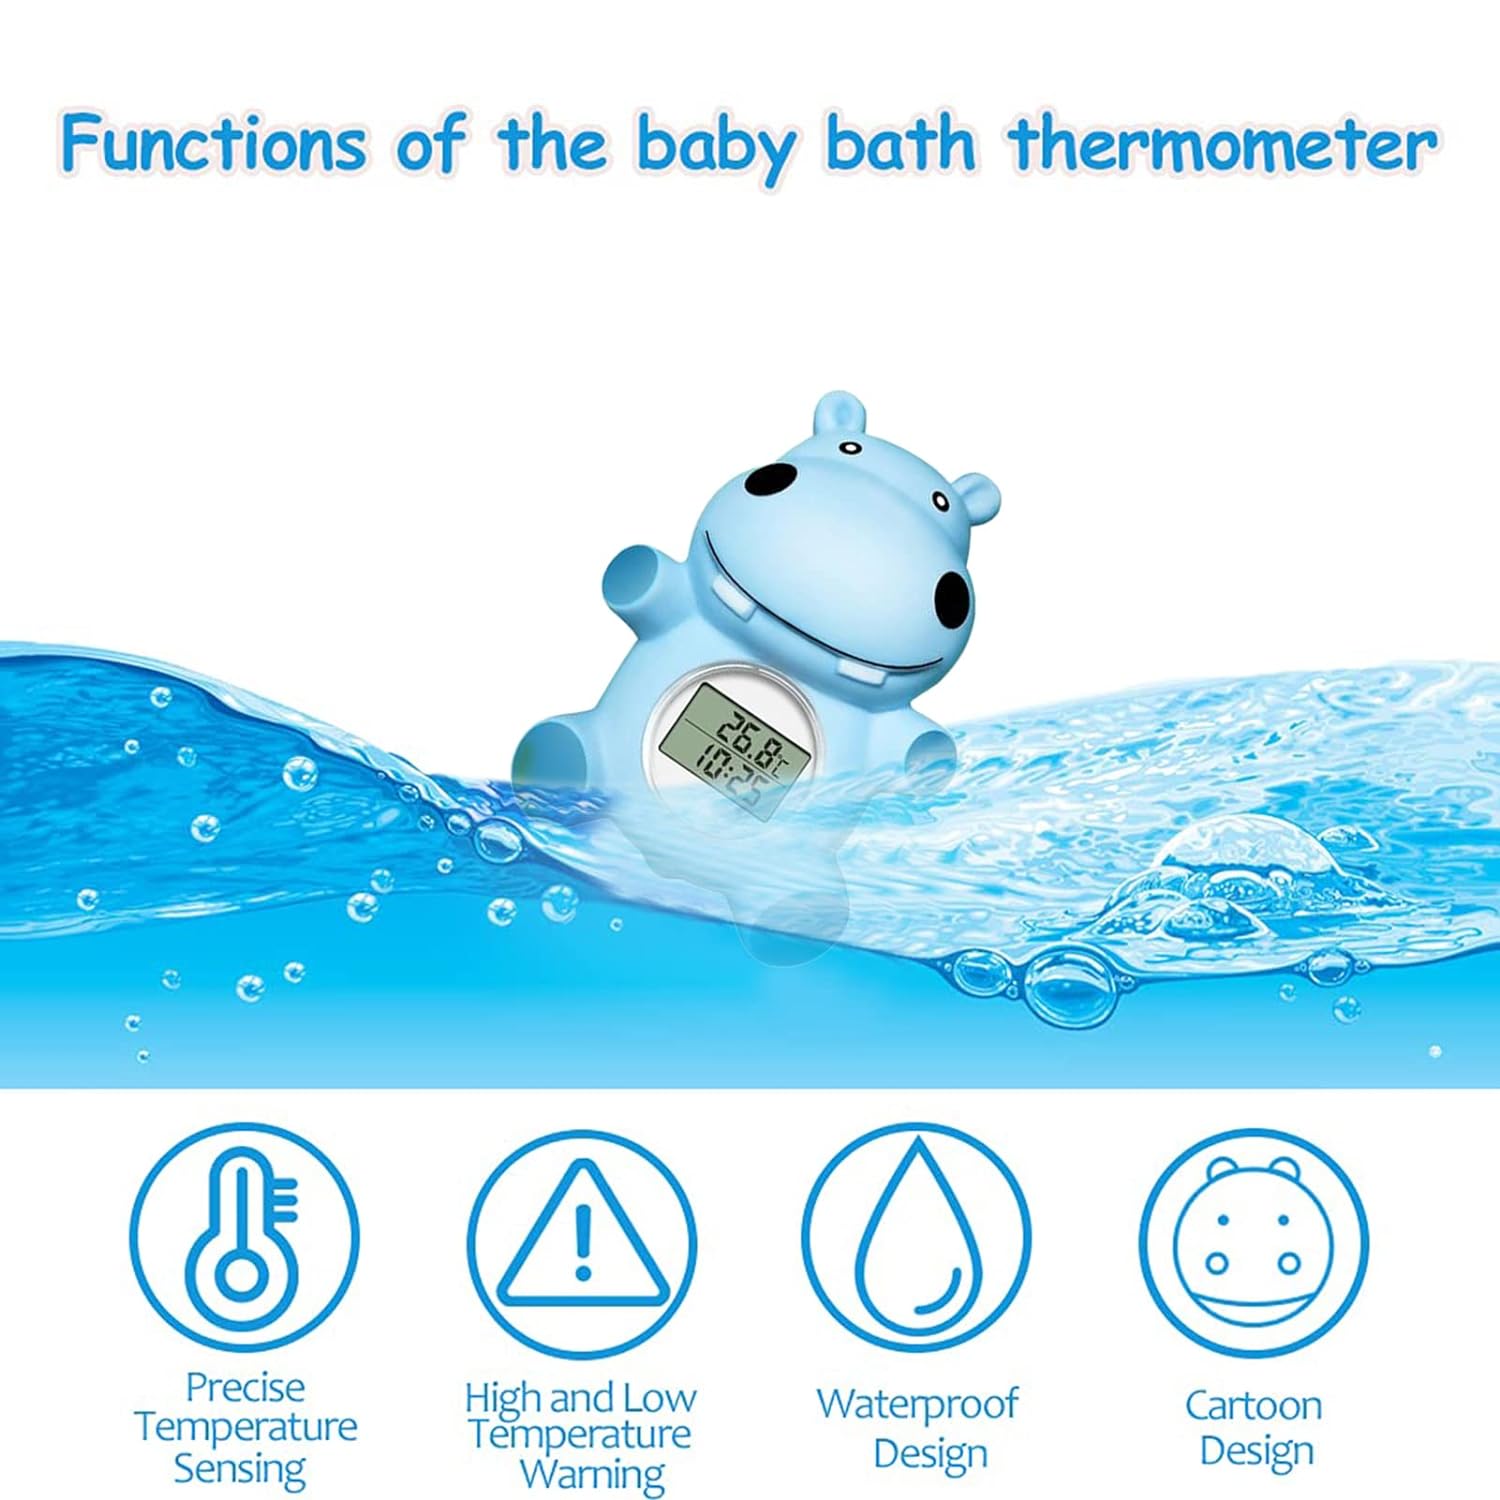 Functions of the baby bath thermometer
26.8℃
10:25
Precise
Temperature
Sensing
High and Low
Temperature
Warning
Waterproof
Design
Cartoon
Design